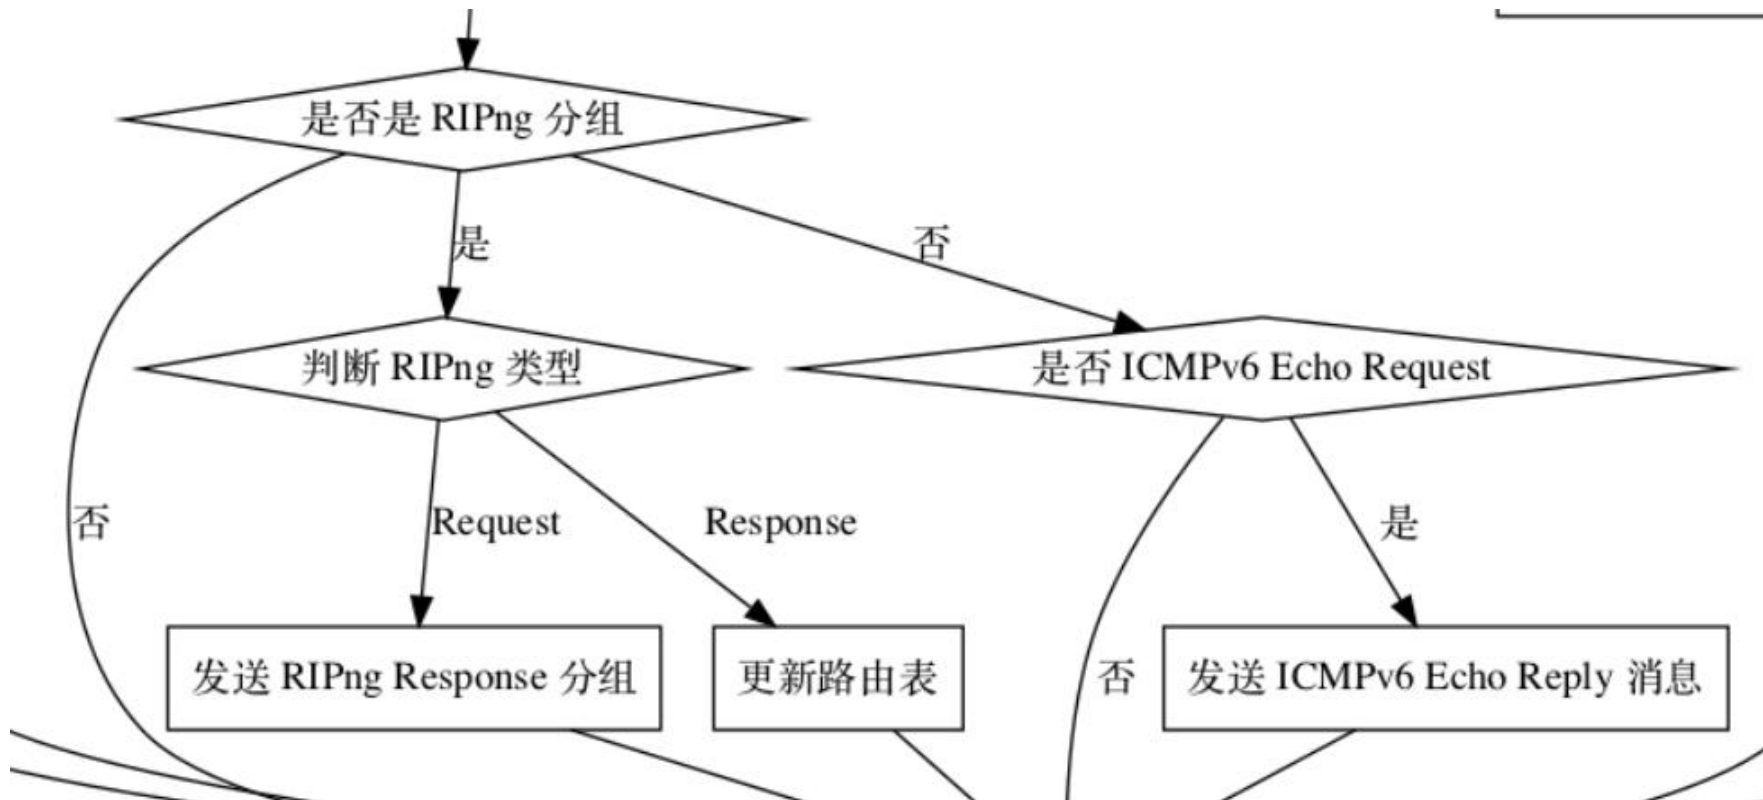 是否是 RIPng 分组
是
否
判断 RIPng 类型
是否 ICMPv6 Echo Request
否
Request
Response
是
发送 RIPng Response 分组
更新路由表
否
发送 ICMPv6 Echo Reply 消息